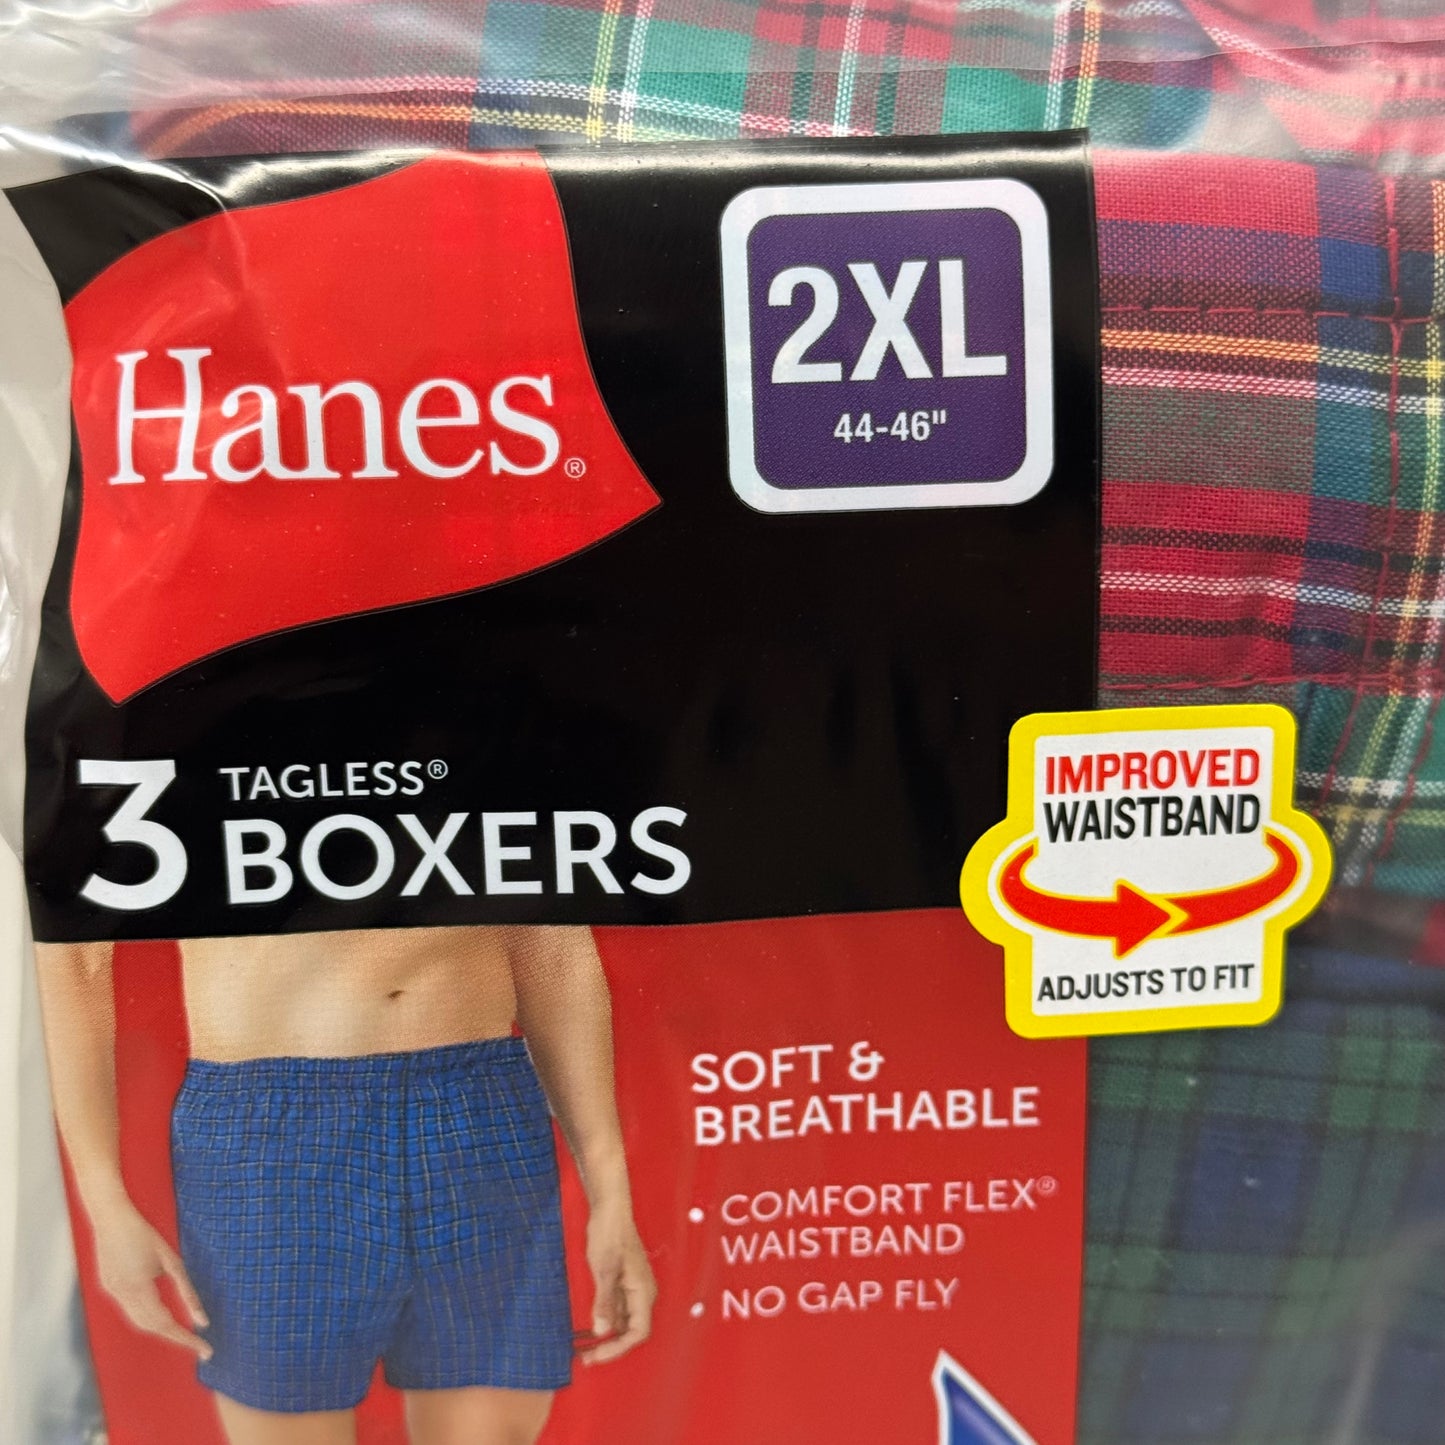 Hanes®
2XL
44-46"
3 TAGLESS®
BOXERS
IMPROVED
WAISTBAND
ADJUSTS TO FIT
SOFT &
BREATHABLE
• COMFORT FLEX®
WAISTBAND
• NO GAP FLY